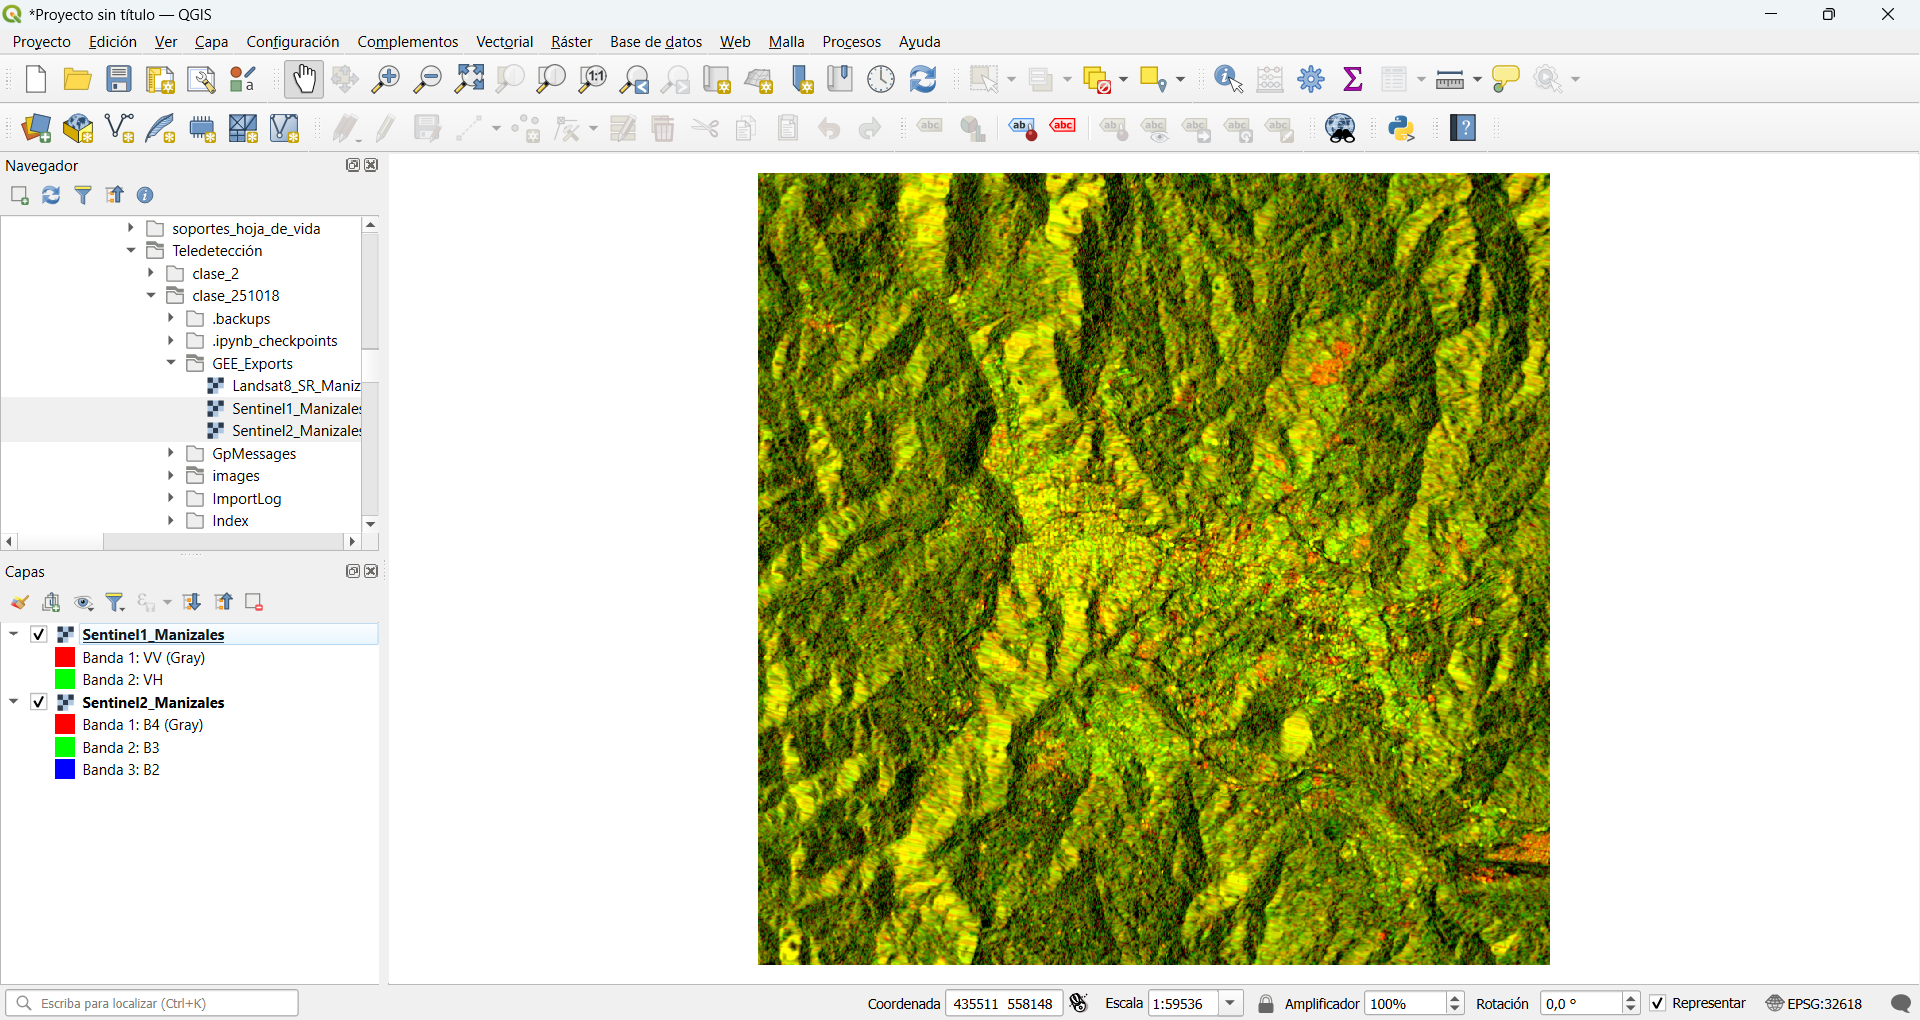 *Proyecto sin título — QGIS
Proyecto Edición Ver Capa Configuración Complementos Vectorial Ráster Base de datos Web Malla Procesos Ayuda
Navegador
soportes_hoja_de_vida
Teledetección
clase_2
clase_251018
.backups
.ipynb_checkpoints
GEE_Exports
Landsat8_SR_Maniz
Sentinel1_Manizales
Sentinel2_Manizales
GpMessages
images
ImportLog
Index
Capas
Sentinel1_Manizales
Banda 1: VV (Gray)
Banda 2: VH
Sentinel2_Manizales
Banda 1: B4 (Gray)
Banda 2: B3
Banda 3: B2
Escriba para localizar (Ctrl+K) Coordenada 435511 558148 Escala 1:59536 Amplificador 100% Rotación 0,0 ° Representar EPSG:32618